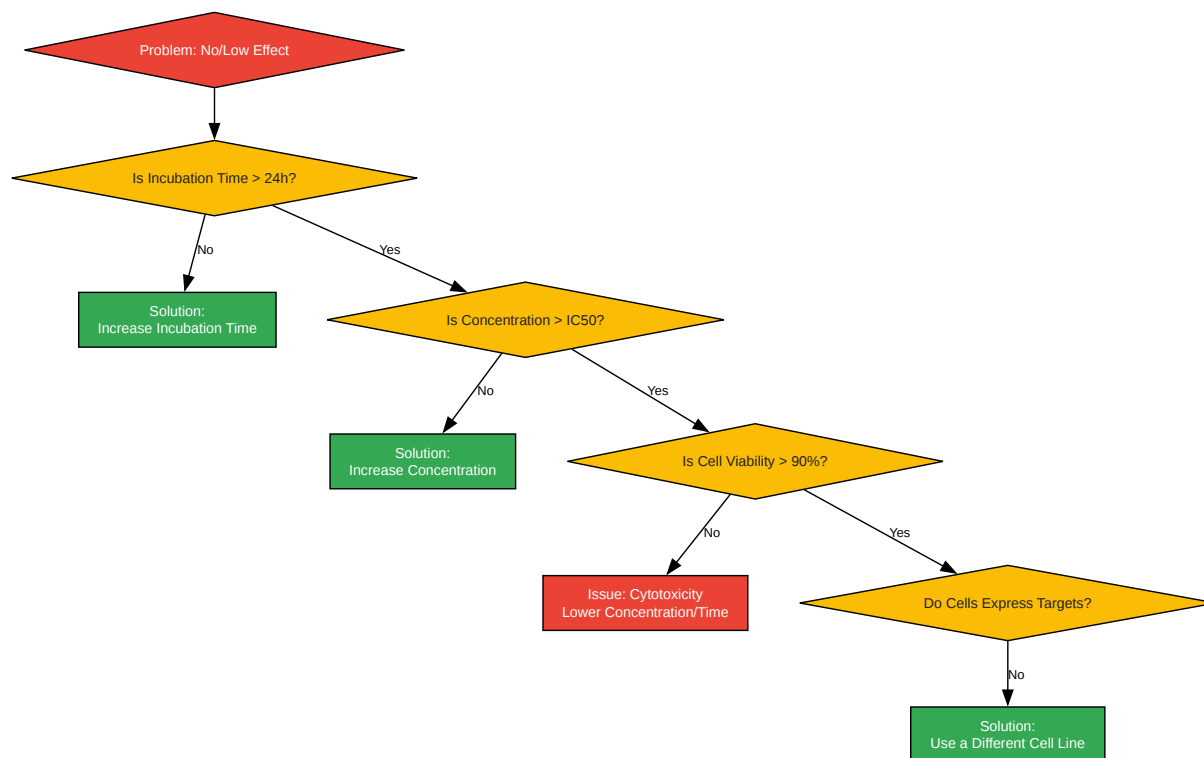 Problem: No/Low Effect
Is Incubation Time > 24h?
No
Yes
Solution:
Increase Incubation Time
Is Concentration > IC50?
No
Yes
Solution:
Increase Concentration
Is Cell Viability > 90%?
No
Yes
Issue: Cytotoxicity
Lower Concentration/Time
Do Cells Express Targets?
No
Solution:
Use a Different Cell Line